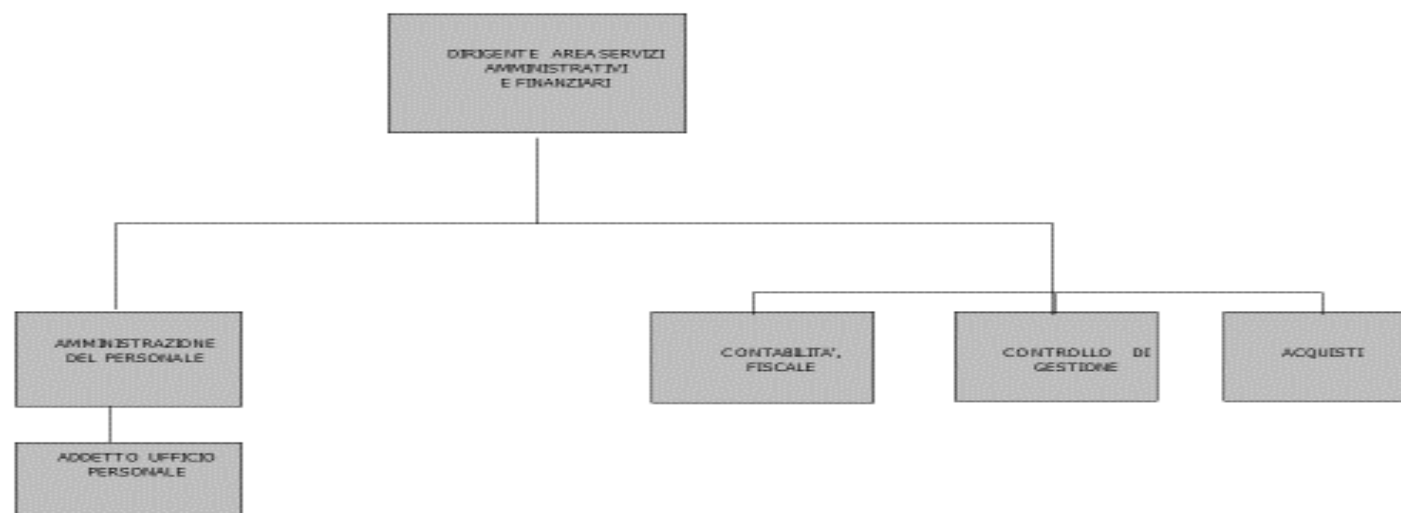 DIRIGENTE AREA SERVIZI
AMMINISTRATIVI
E FINANZIARI
AMMINISTRAZIONE
DEL PERSONALE
CONTABILITA',
FISCALE
CONTROLLO DI
GESTIONE
ACQUISTI
ADDETTO UFFICIO
PERSONALE